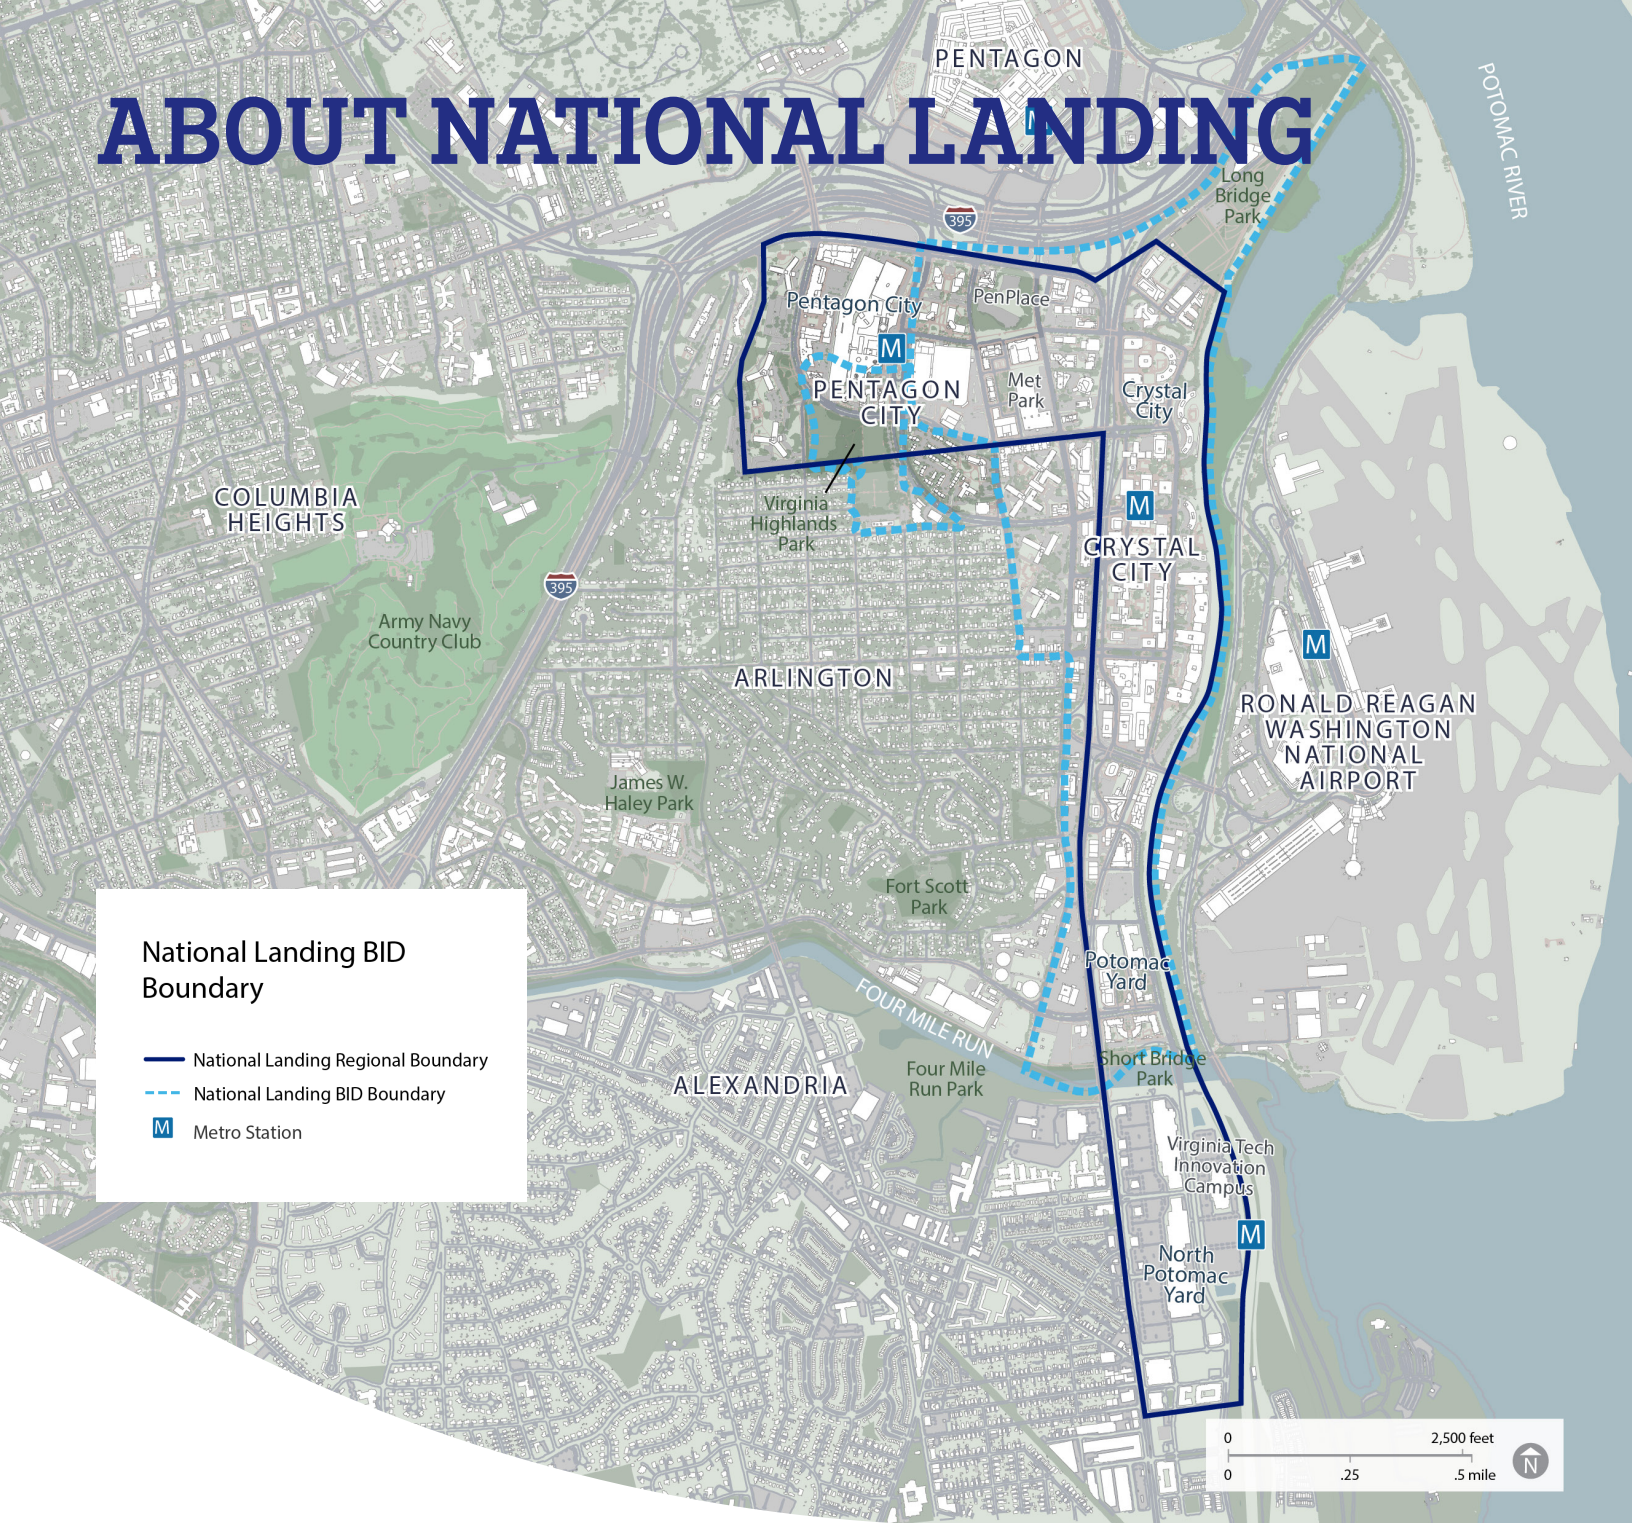 PENTAGON
ABOUT NATIONAL LANDING
M
POTOMAC RIVER
Long
Bridge
Park
395
Pentagon City
PenPlace
M
PENTAGON
CITY
Met
Park
Crystal
City
COLUMBIA
HEIGHTS
Virginia
Highlands
Park
M
CRYSTAL
CITY
395
Army Navy
Country Club
M
ARLINGTON
RONALD REAGAN
WASHINGTON
NATIONAL
AIRPORT
James W.
Haley Park
Fort Scott
Park
National Landing BID
Boundary
National Landing Regional Boundary
National Landing BID Boundary
M
Metro Station
Potomac
Yard
FOUR MILE RUN
Short Bridge
Park
Four Mile
Run Park
ALEXANDRIA
Virginia Tech
Innovation
Campus
M
North
Potomac
Yard
0 2,500 feet
0 .25 .5 mile
N